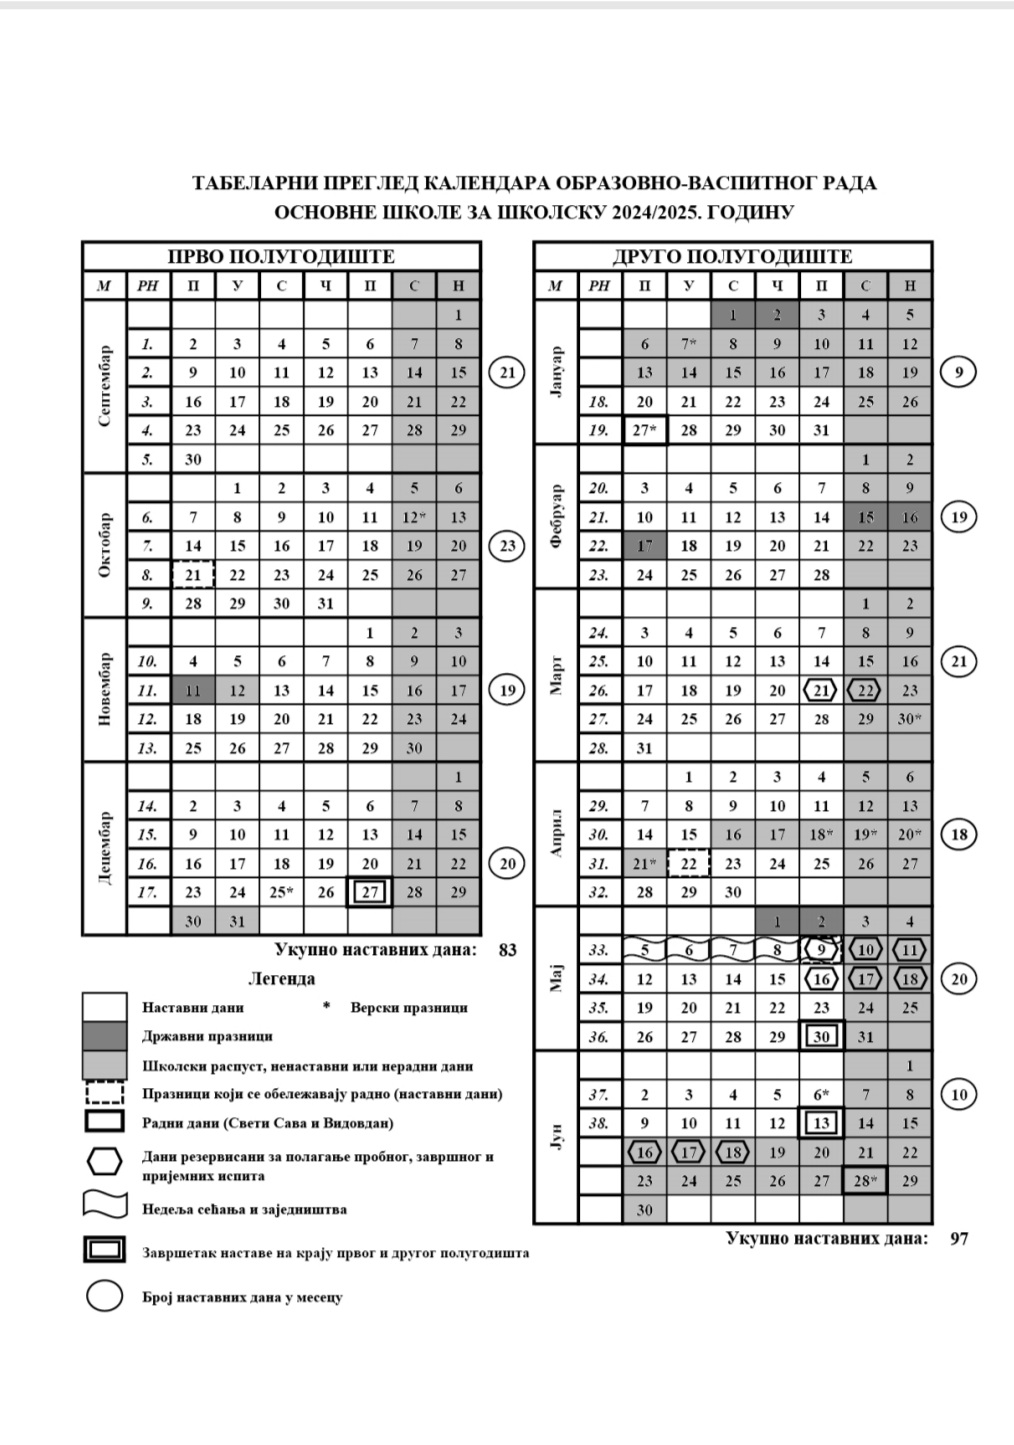 ТАБЕЛАРНИ ПРЕГЛЕД КАЛЕНДАРА ОБРАЗОВНО-ВАСПИТНОГ РАДА
ОСНОВНЕ ШКОЛЕ ЗА ШКОЛСКУ 2024/2025. ГОДИНУ
ПРВО ПОЛУГОДИШТЕ
М РН П У С Ч П С Н
Септембар
1
1. 2 3 4 5 6 7 8
2. 9 10 11 12 13 14 15 21
3. 16 17 18 19 20 21 22
4. 23 24 25 26 27 28 29
5. 30
Октобар
1 2 3 4 5 6
6. 7 8 9 10 11 12* 13
7. 14 15 16 17 18 19 20 23
8. 21 22 23 24 25 26 27
9. 28 29 30 31
Новембар
1 2 3
10. 4 5 6 7 8 9 10
11. 11 12 13 14 15 16 17 19
12. 18 19 20 21 22 23 24
13. 25 26 27 28 29 30
Децембар
1
14. 2 3 4 5 6 7 8
15. 9 10 11 12 13 14 15
16. 16 17 18 19 20 21 22 20
17. 23 24 25* 26 27 28 29
30 31
Укупно наставних дана: 83
Легенда
Наставни дани * Верски празници
Државни празници
Школски распуст, ненаставни или нерадни дани
Празници који се обележавају радно (наставни дани)
Радни дани (Свети Сава и Видовдан)
Дани резервисани за полагање пробног, завршног и
пријемних испита
Недеља сећања и заједништва
Завршетак наставе на крају првог и другог полугодишта
Број наставних дана у месецу
ДРУГО ПОЛУГОДИШТЕ
М РН П У С Ч П С Н
Јануар
1 2 3 4 5
6 7* 8 9 10 11 12
13 14 15 16 17 18 19 9
18. 20 21 22 23 24 25 26
19. 27* 28 29 30 31
Фебруар
1 2
20. 3 4 5 6 7 8 9
21. 10 11 12 13 14 15 16 19
22. 17 18 19 20 21 22 23
23. 24 25 26 27 28
Март
1 2
24. 3 4 5 6 7 8 9
25. 10 11 12 13 14 15 16 21
26. 17 18 19 20 21 22 23
27. 24 25 26 27 28 29 30*
28. 31
Април
1 2 3 4 5 6
29. 7 8 9 10 11 12 13
30. 14 15 16 17 18* 19* 20* 18
31. 21* 22 23 24 25 26 27
32. 28 29 30
Мај
1 2 3 4
33. 5 6 7 8 9 10 11
34. 12 13 14 15 16 17 18 20
35. 19 20 21 22 23 24 25
36. 26 27 28 29 30 31
Јун
1
37. 2 3 4 5 6* 7 8 10
38. 9 10 11 12 13 14 15
16 17 18 19 20 21 22
23 24 25 26 27 28* 29
30
Укупно наставних дана: 97